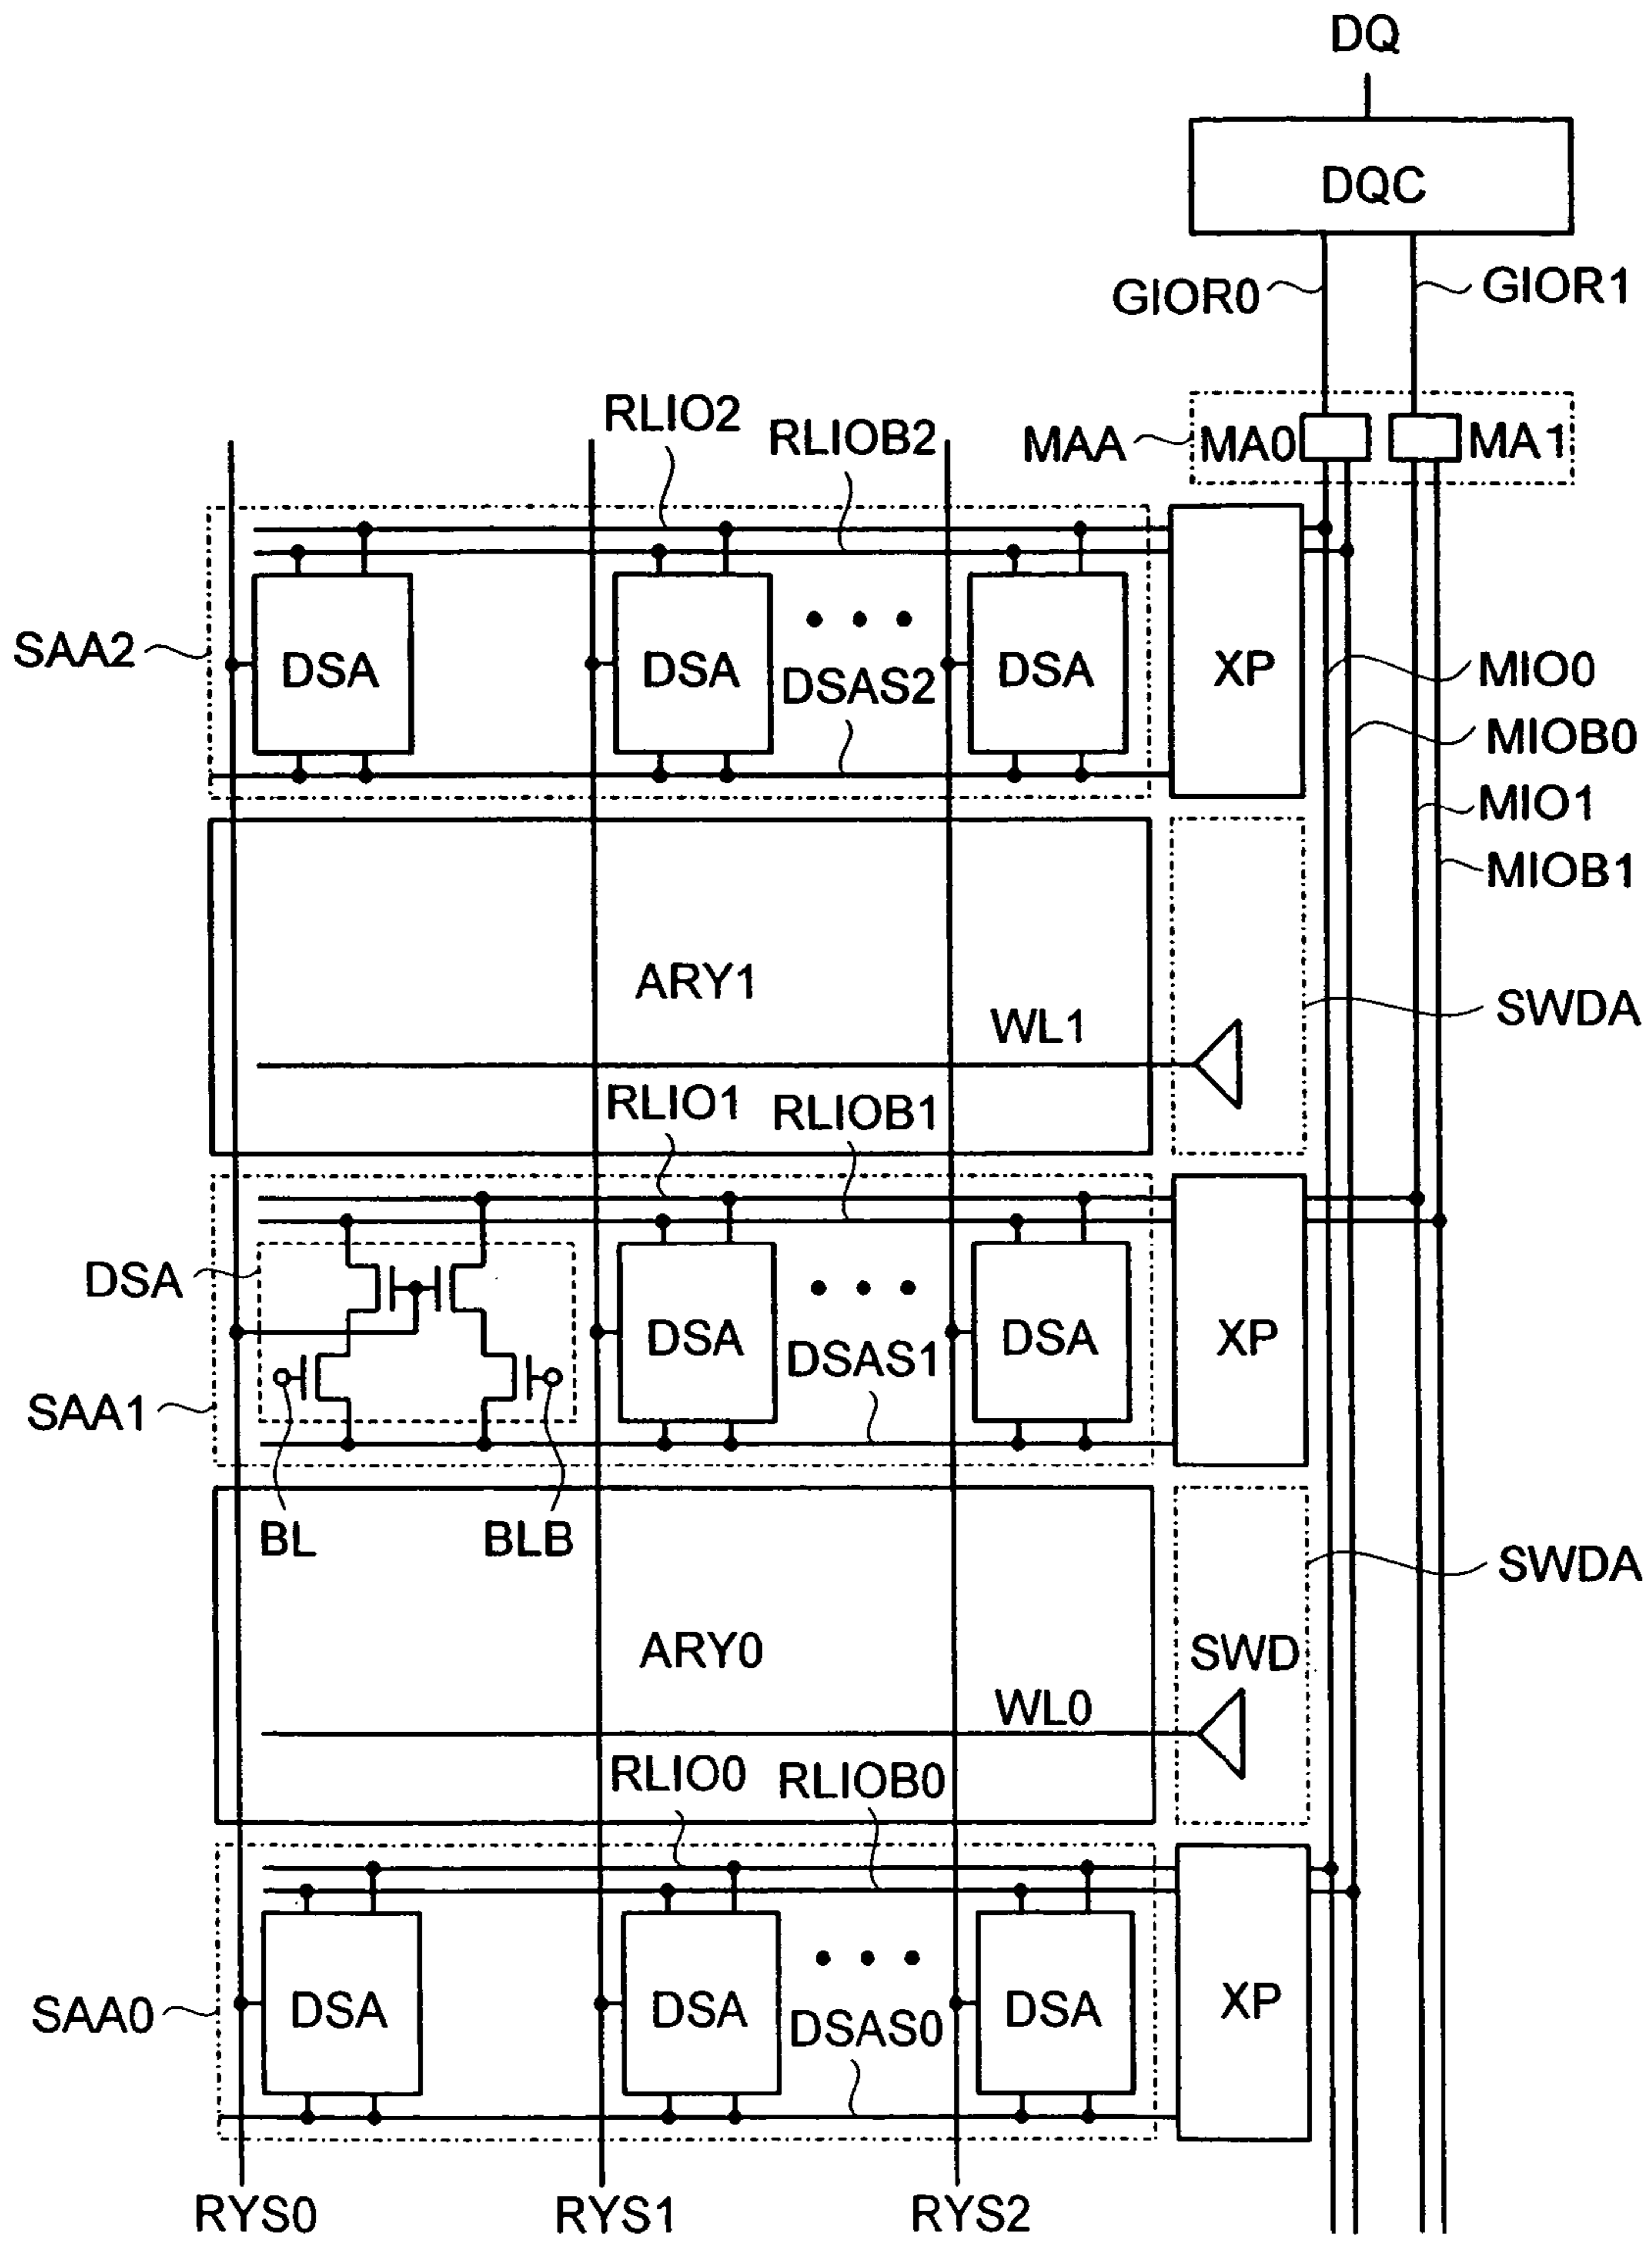 DQ
DQC
GIOR0
GIOR1
RLIO2
RLIOB2
MAA
MA0
MA1
SAA2
DSA
DSA
DSAS2
DSA
XP
MIO0
MIOB0
MIO1
MIOB1
ARY1
WL1
SWDA
RLIO1
RLIOB1
DSA
DSA
DSAS1
DSA
XP
SAA1
BL
BLB
SWDA
ARY0
SWD
WL0
RLIO0
RLIOB0
SAA0
DSA
DSA
DSAS0
DSA
XP
RYS0
RYS1
RYS2